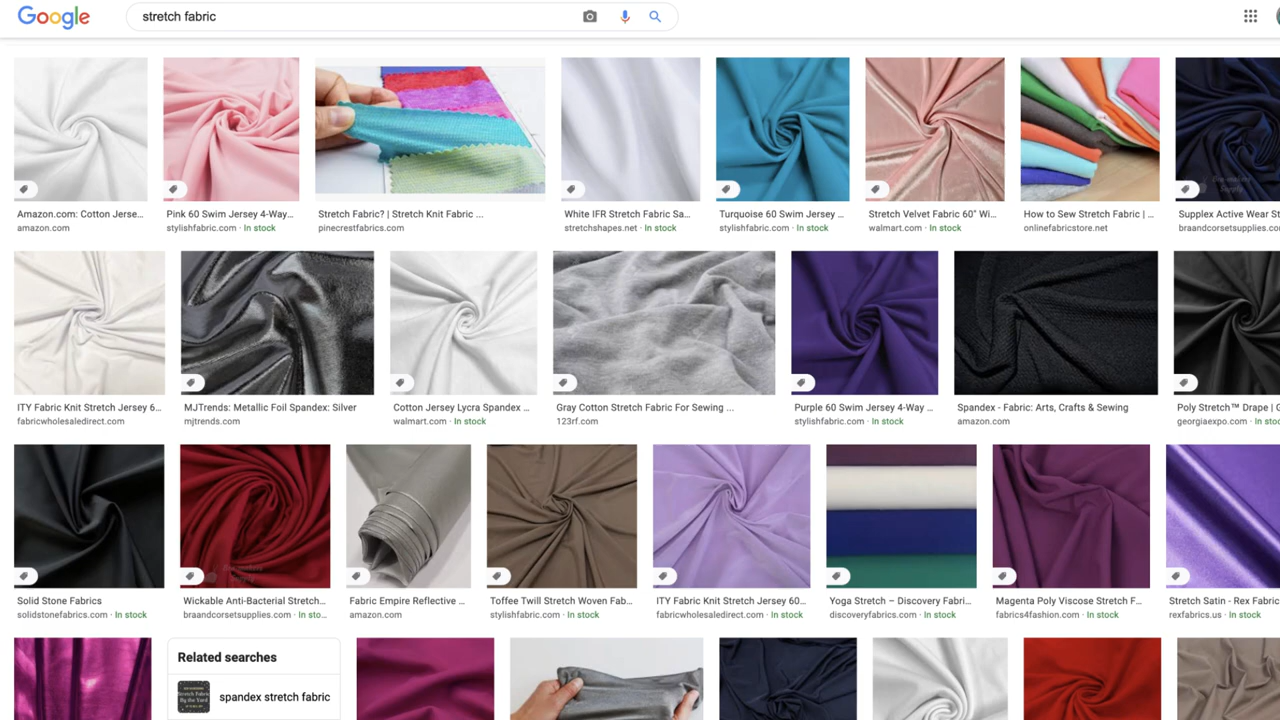 Google
stretch fabric
Amazon.com: Cotton Jerse...
amazon.com
Pink 60 Swim Jersey 4-Way...
stylishfabric.com · In stock
Stretch Fabric? | Stretch Knit Fabric ...
pinecrestfabrics.com
White IFR Stretch Fabric Sa...
stretchshapes.net · In stock
Turquoise 60 Swim Jersey ...
stylishfabric.com · In stock
Stretch Velvet Fabric 60" Wi...
walmart.com · In stock
How to Sew Stretch Fabric | ...
onlinefabricstore.net
Supplex Active Wear St
braandcorsetsupplies.co
ITY Fabric Knit Stretch Jersey 6...
fabricwholesaledirect.com
MJTrends: Metallic Foil Spandex: Silver
mjtrends.com
Cotton Jersey Lycra Spandex ...
walmart.com · In stock
Gray Cotton Stretch Fabric For Sewing ...
123rf.com
Purple 60 Swim Jersey 4-Way ...
stylishfabric.com · In stock
Spandex - Fabric: Arts, Crafts & Sewing
amazon.com
Poly Stretch™ Drape | G
georgiaexpo.com · In stoc
Solid Stone Fabrics
solidstonefabrics.com · In stock
Wickable Anti-Bacterial Stretch...
braandcorsetsupplies.com · In sto...
Fabric Empire Reflective ...
amazon.com
Toffee Twill Stretch Woven Fab...
stylishfabric.com · In stock
ITY Fabric Knit Stretch Jersey 60...
fabricwholesaledirect.com · In stock
Yoga Stretch – Discovery Fabri...
discoveryfabrics.com · In stock
Magenta Poly Viscose Stretch F...
fabrics4fashion.com · In stock
Stretch Satin - Rex Fabric
rexfabrics.us · In stock
Related searches
spandex stretch fabric